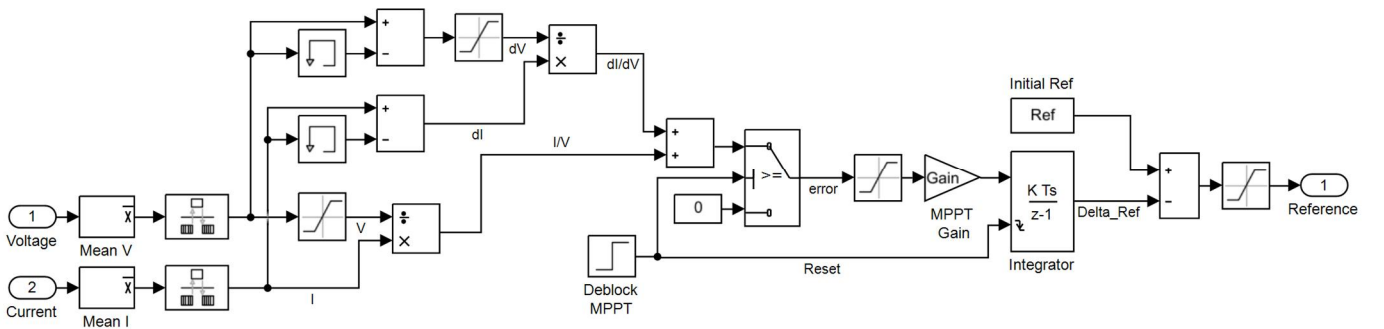 +
−
dV
÷
×
dI/dV
+
−
dI
I/V
1
Voltage
x
Mean V
V
÷
×
2
Current
x
Mean I
I
+
+
>=
0
error
Deblock
MPPT
Reset
Gain
MPPT
Gain
Initial Ref
Ref
K Ts
z-1
Integrator
Delta_Ref
+
−
1
Reference